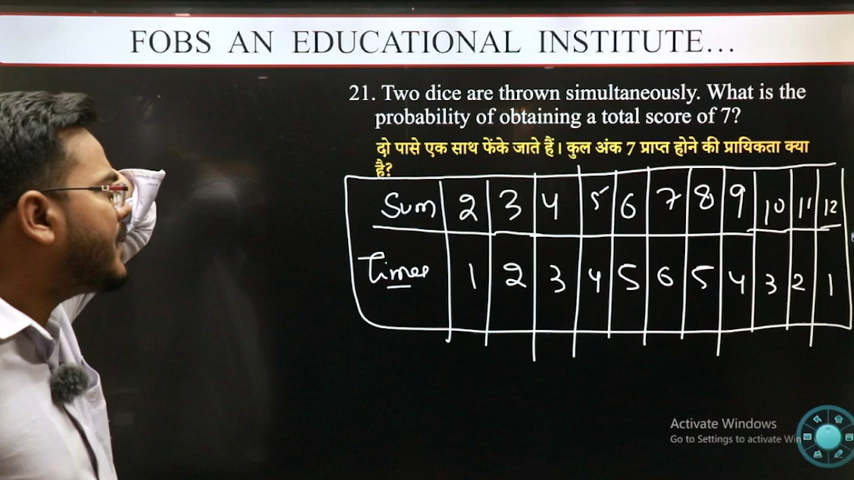 FOBS AN EDUCATIONAL INSTITUTE...
21. Two dice are thrown simultaneously. What is the
probability of obtaining a total score of 7?
दो पासे एक साथ फेंके जाते हैं। कुल अंक 7 प्राप्त होने की प्रायिकता क्या
है?
Sum 2 3 4 5 6 7 8 9 10 11 12
Times 1 2 3 4 5 6 5 4 3 2 1
Activate Windows
Go to Settings to activate Win